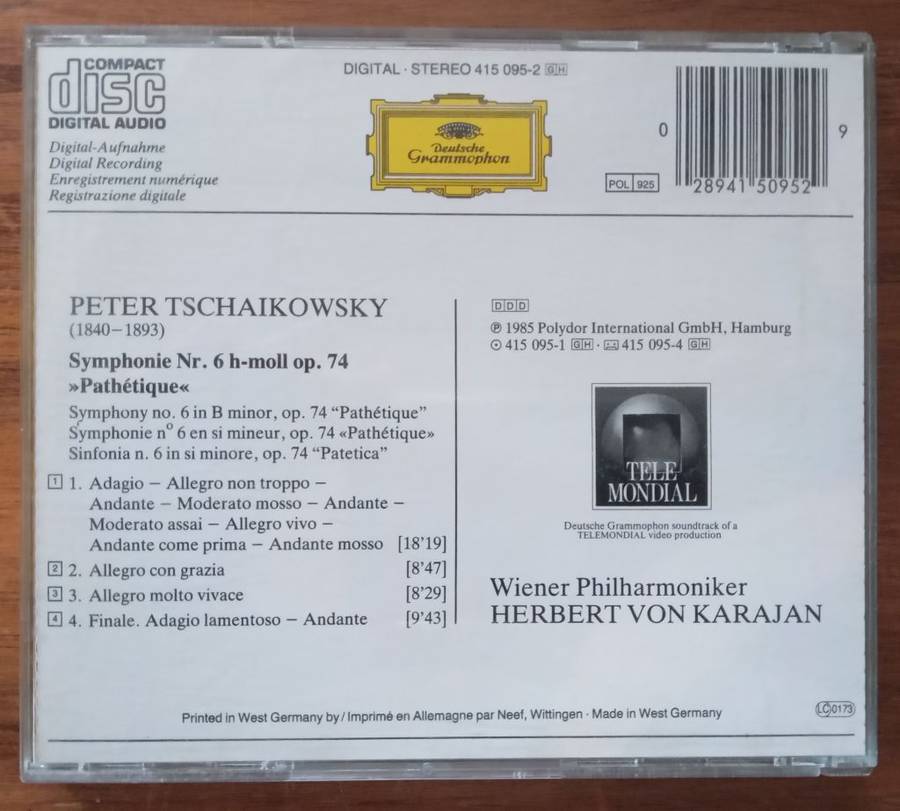 COMPACT
disc
DIGITAL AUDIO
Digital-Aufnahme
Digital Recording
Enregistrement numérique
Registrazione digitale
DIGITAL · STEREO 415 095-2 GH
Deutsche
Grammophon
POL 925
0 28941 50952 9
PETER TSCHAIKOWSKY
(1840–1893)
Symphonie Nr. 6 h-moll op. 74
»Pathétique«
Symphony no. 6 in B minor, op. 74 “Pathétique”
Symphonie nº 6 en si mineur, op. 74 «Pathétique»
Sinfonia n. 6 in si minore, op. 74 “Patetica”
1 1. Adagio – Allegro non troppo –
Andante – Moderato mosso – Andante –
Moderato assai – Allegro vivo –
Andante come prima – Andante mosso [18’19]
2 2. Allegro con grazia [8’47]
3 3. Allegro molto vivace [8’29]
4 4. Finale. Adagio lamentoso – Andante [9’43]
DDD
℗ 1985 Polydor International GmbH, Hamburg
415 095-1 GH · 415 095-4 GH
TELE
MONDIAL
Deutsche Grammophon soundtrack of a
TELEMONDIAL video production
Wiener Philharmoniker
HERBERT VON KARAJAN
Printed in West Germany by / Imprimé en Allemagne par Neef, Wittingen · Made in West Germany
LC 0173